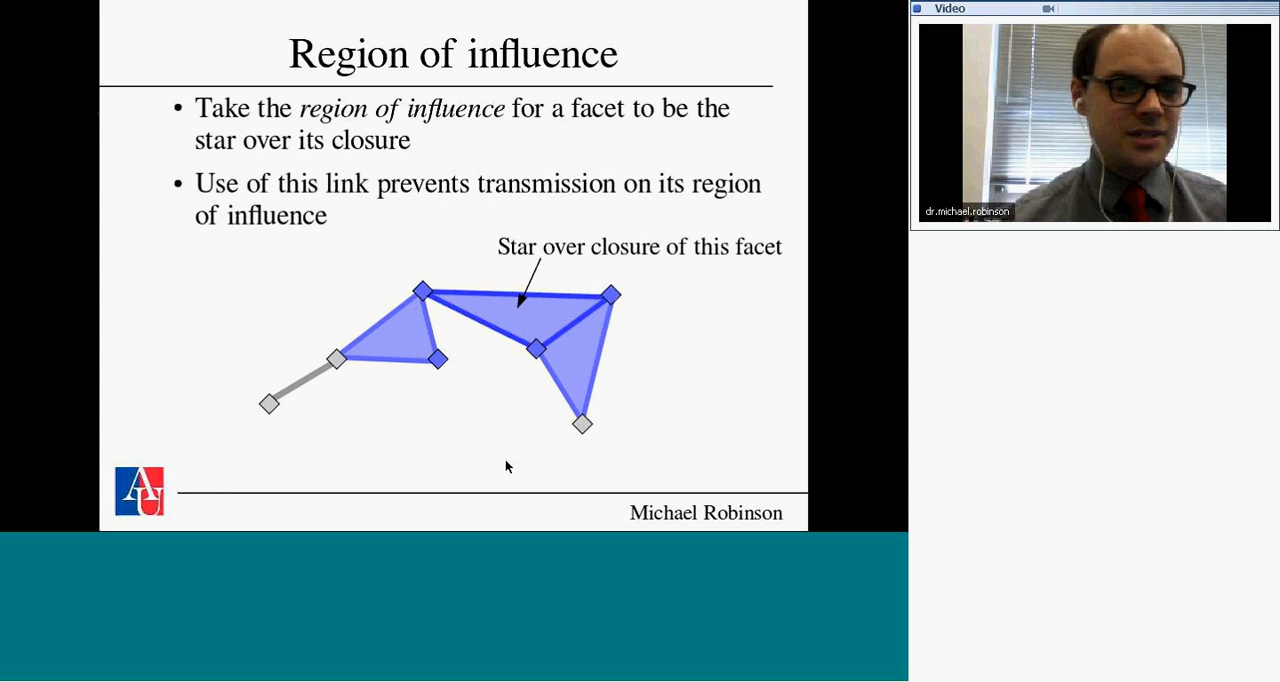 Region of influence
• Take the region of influence for a facet to be the
star over its closure
• Use of this link prevents transmission on its region
of influence
Star over closure of this facet
AU
Michael Robinson
Video
dr.michael.robinson